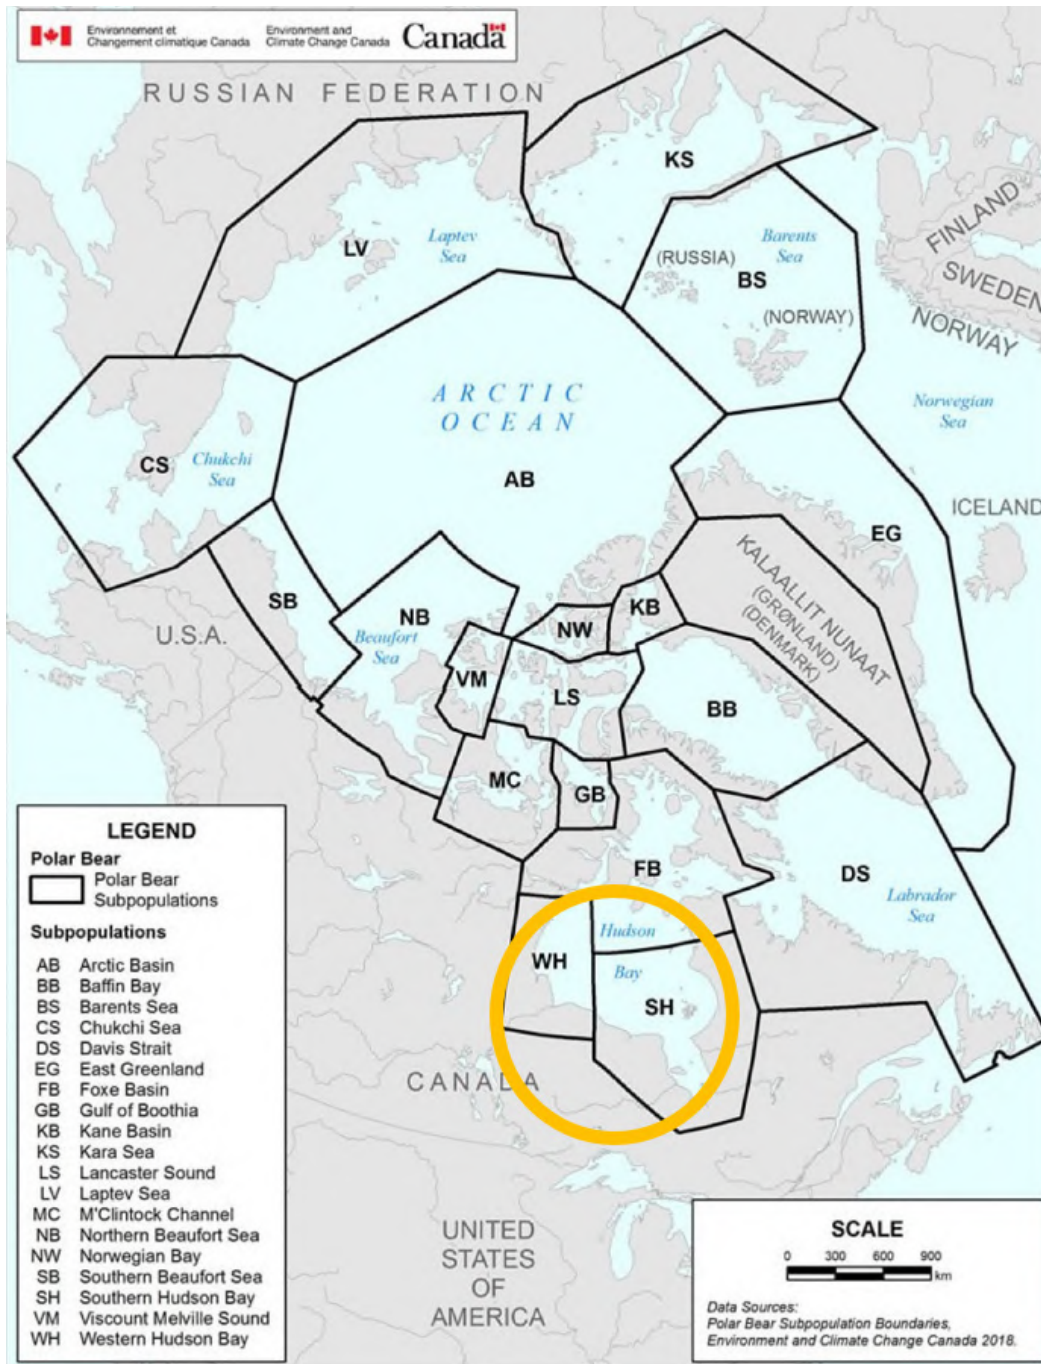 Environnement et
Changement climatique Canada
Environment and
Climate Change Canada
Canada
RUSSIAN FEDERATION
KS
LV
Laptev
Sea
Barents
Sea
(RUSSIA)
BS
(NORWAY)
FINLAND
SWEDEN
NORWAY
ARCTIC
OCEAN
Norwegian
Sea
CS
Chukchi
Sea
AB
ICELAND
EG
KALAALLIT NUNAAT
(GRØNLAND)
(DENMARK)
SB
NB
Beaufort
Sea
U.S.A.
KB
NW
VM
LS
BB
MC
GB
FB
DS
Labrador
Sea
Hudson
Bay
WH
SH
CANADA
UNITED
STATES
OF
AMERICA
LEGEND
Polar Bear
Polar Bear
Subpopulations
Subpopulations
AB Arctic Basin
BB Baffin Bay
BS Barents Sea
CS Chukchi Sea
DS Davis Strait
EG East Greenland
FB Foxe Basin
GB Gulf of Boothia
KB Kane Basin
KS Kara Sea
LS Lancaster Sound
LV Laptev Sea
MC M'Clintock Channel
NB Northern Beaufort Sea
NW Norwegian Bay
SB Southern Beaufort Sea
SH Southern Hudson Bay
VM Viscount Melville Sound
WH Western Hudson Bay
SCALE
0 300 600 900
km
Data Sources:
Polar Bear Subpopulation Boundaries,
Environment and Climate Change Canada 2018.